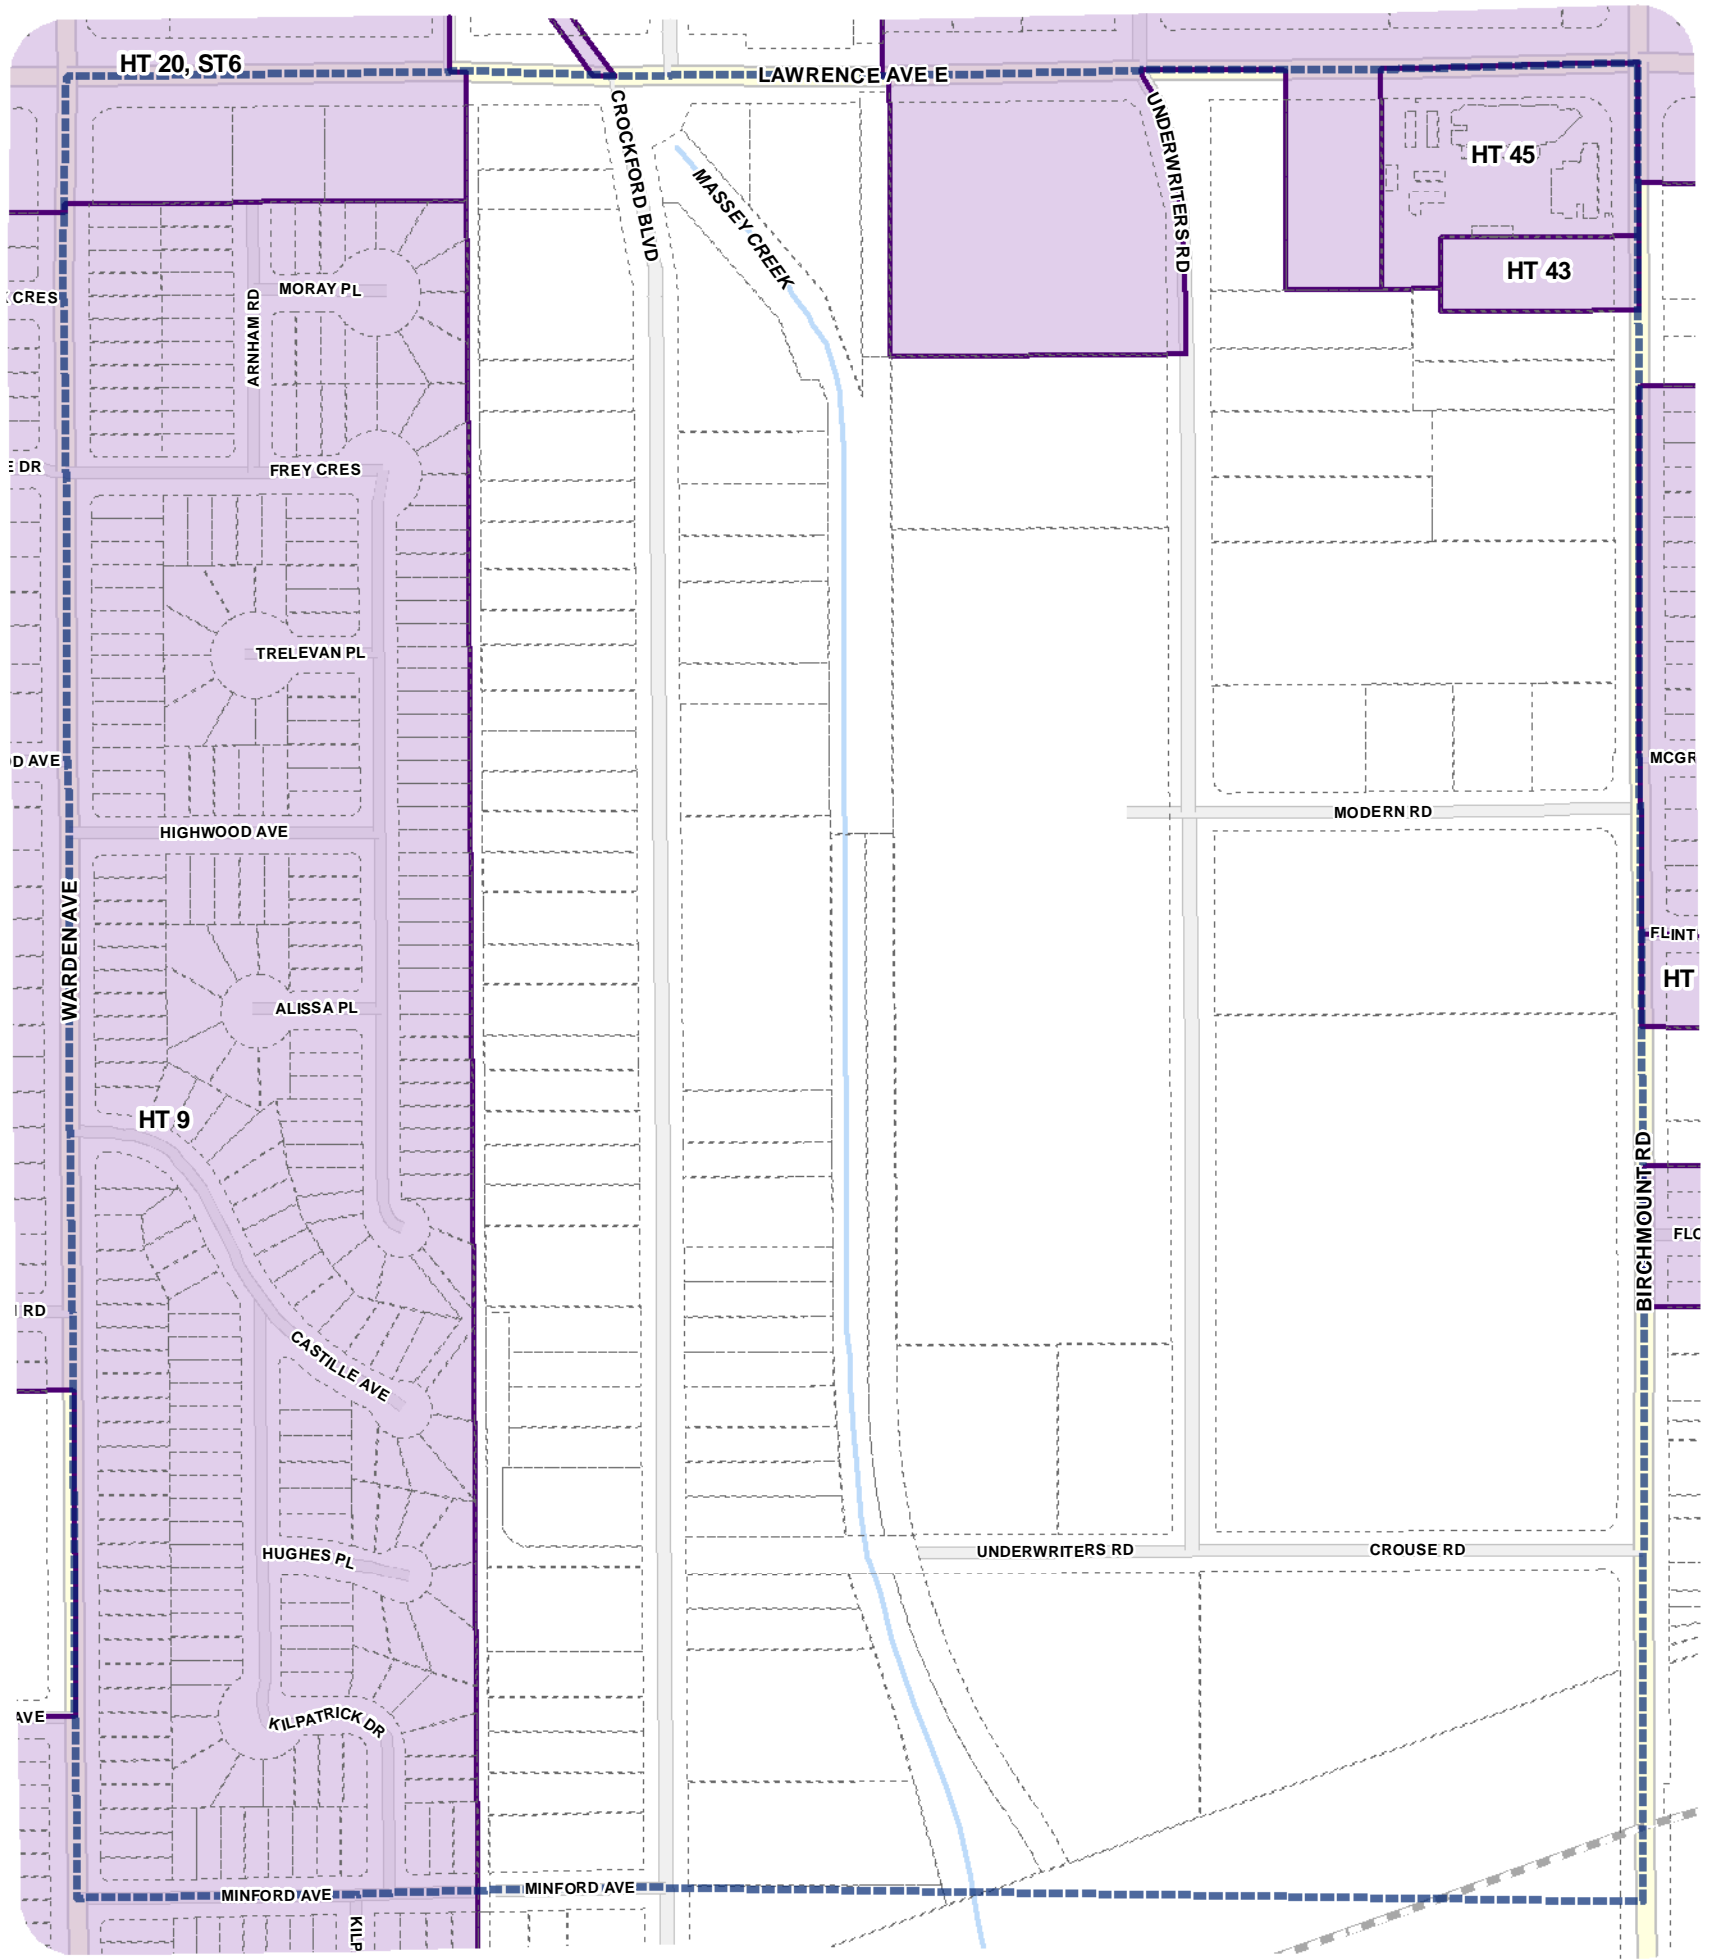 HT 20, ST6
LAWRENCE AVE E
CROCKFORD BLVD
UNDERWRITERS RD
HT 45
MASSEY CREEK
HT 43
CRES
MORAY PL
ARNHAM RD
E DR
FREY CRES
TRELEVAN PL
D AVE
MCGR
MODERN RD
HIGHWOOD AVE
WARDEN AVE
FLINT
HT
ALISSA PL
HT 9
BIRCHMOUNT RD
FLO
RD
CASTILLE AVE
UNDERWRITERS RD
CROUSE RD
HUGHES PL
AVE
KILPATRICK DR
MINFORD AVE
MINFORD AVE
KILP